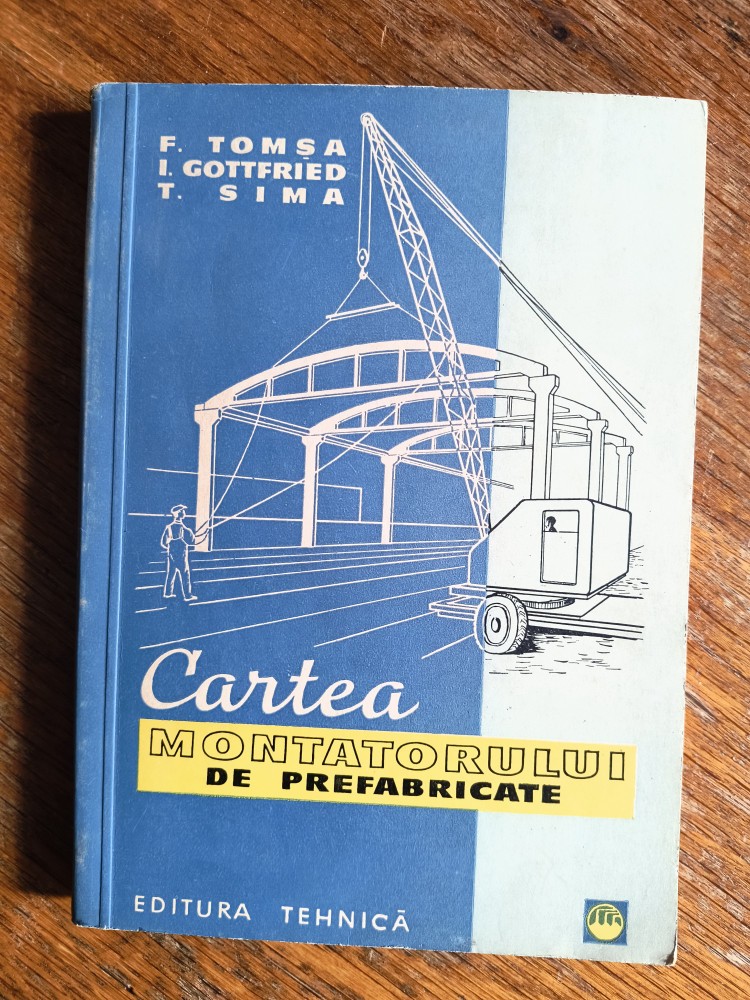 F. TOMȘA
I. GOTTFRIED
T. SIMA
Cartea
MONTATORULUI
DE PREFABRICATE
EDITURA TEHNICĂ